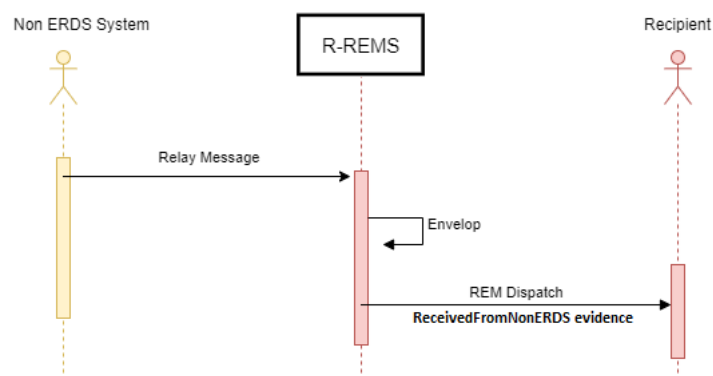 Non ERDS System
R-REMS
Recipient
Relay Message
Envelop
REM Dispatch
ReceivedFromNonERDS evidence